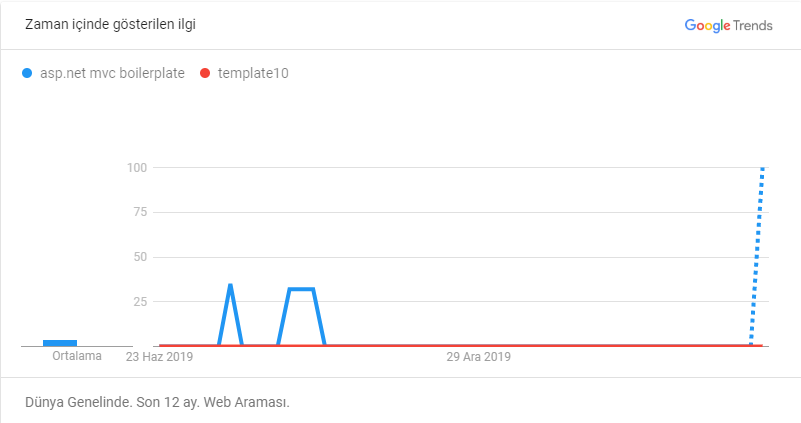 Zaman içinde gösterilen ilgi
Google Trends
asp.net mvc boilerplate
template10
100
75
50
25
Ortalama
23 Haz 2019
29 Ara 2019
Dünya Genelinde. Son 12 ay. Web Araması.